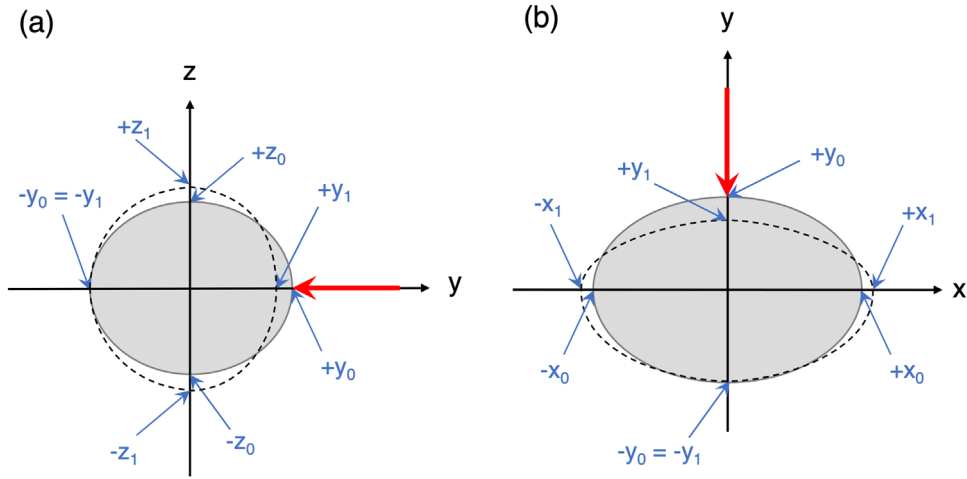 (a)
z
+z₁
+z₀
-y₀ = -y₁
+y₁
y
+y₀
-z₁
-z₀
(b)
y
+y₁
+y₀
-x₁
+x₁
x
-x₀
+x₀
-y₀ = -y₁